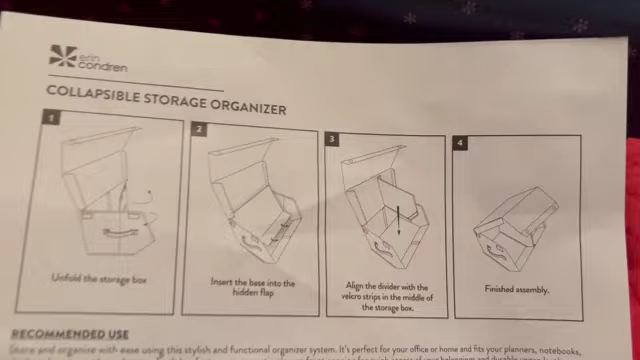 erin
condren
COLLAPSIBLE STORAGE ORGANIZER
1
Unfold the storage box
2
Insert the base into the
hidden flap
3
Align the divider with the
velcro strips in the middle of
the storage box.
4
Finished assembly.
RECOMMENDED USE
Store and organize with ease using this stylish and functional organizer system. It's perfect for your office or home and fits your planners, notebooks,